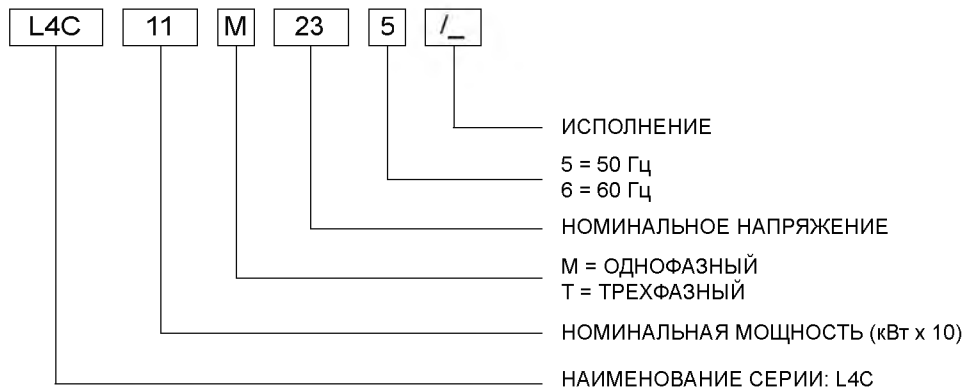 L4C 11 M 23 5 /_
ИСПОЛНЕНИЕ
5 = 50 Гц
6 = 60 Гц
НОМИНАЛЬНОЕ НАПРЯЖЕНИЕ
М = ОДНОФАЗНЫЙ
Т = ТРЕХФАЗНЫЙ
НОМИНАЛЬНАЯ МОЩНОСТЬ (кВт x 10)
НАИМЕНОВАНИЕ СЕРИИ: L4C